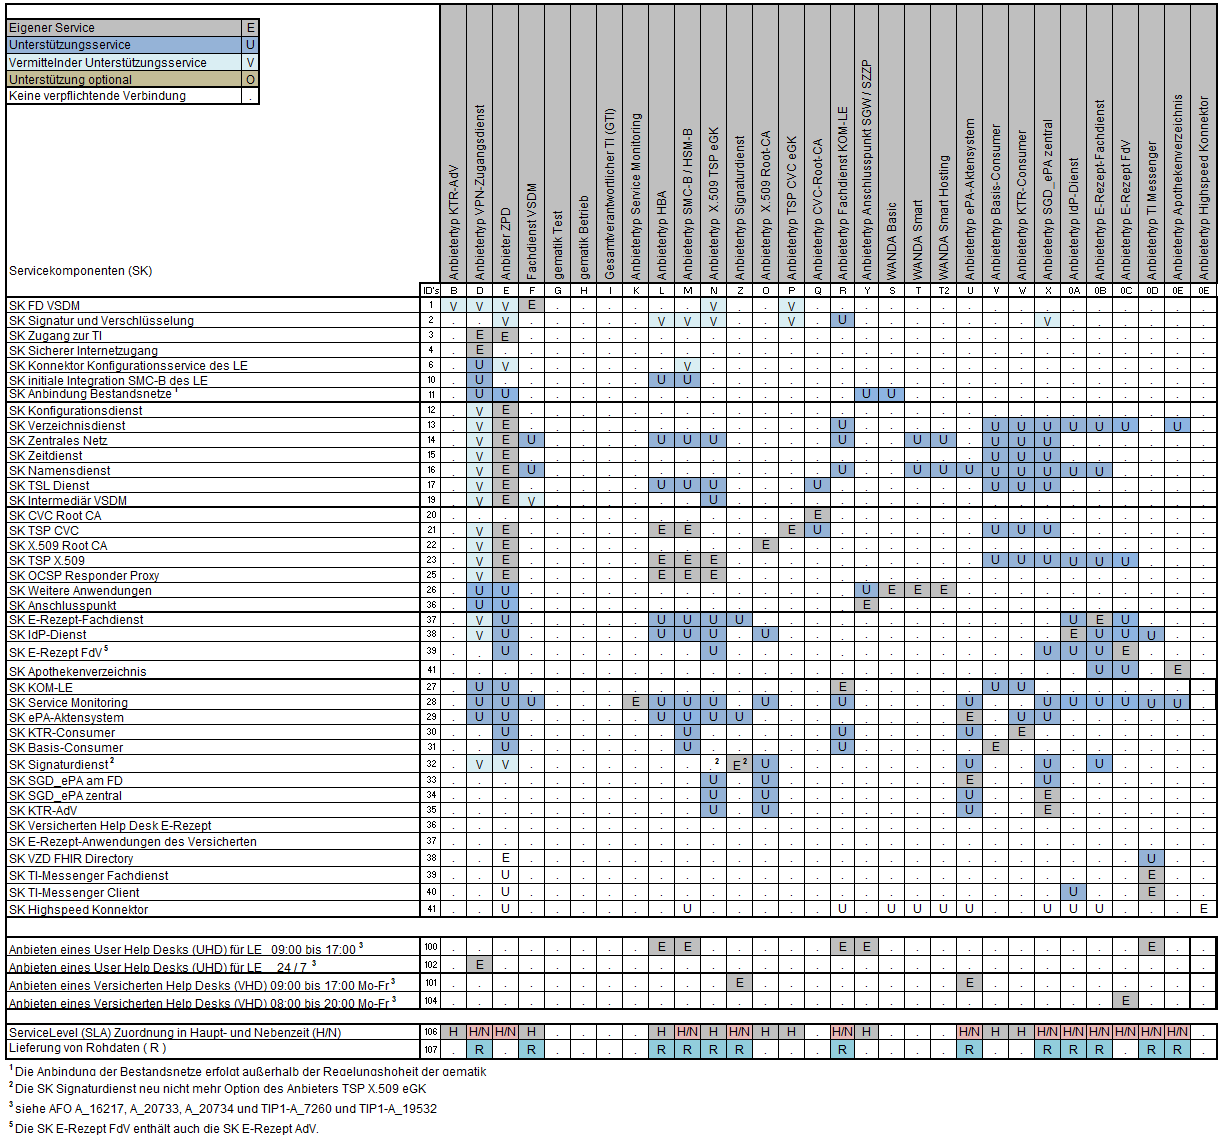 Eigener Service E
Unterstützungsservice U
Vermittelnder Unterstützungsservice V
Unterstützung optional O
Keine verpflichtende Verbindung .
Servicekomponenten (SK)
Anbietertyp KTR-AdV
Anbietertyp VPN-Zugangsdienst
Anbieter ZPD
Fachdienst VSDM
gematik Test
gematik Betrieb
Gesamtverantwortlicher TI (GTI)
Anbietertyp Service Monitoring
Anbietertyp HBA
Anbietertyp SMC-B / HSM-B
Anbietertyp X.509 TSP eGK
Anbietertyp Signaturdienst
Anbietertyp X.509 Root-CA
Anbietertyp TSP CVC eGK
Anbietertyp CVC-Root-CA
Anbietertyp Fachdienst KOM-LE
Anbietertyp Anschlusspunkt SGW / SZZP
WANDA Basic
WANDA Smart
WANDA Smart Hosting
Anbietertyp ePA-Aktensystem
Anbietertyp Basis-Consumer
Anbietertyp KTR-Consumer
Anbietertyp SGD_ePA zentral
Anbietertyp IdP-Dienst
Anbietertyp E-Rezept-Fachdienst
Anbietertyp E-Rezept FdV
Anbietertyp TI Messenger
Anbietertyp Apothekenverzeichnis
Anbietertyp Highspeed Konnektor
ID's B D E F G H I K L M N Z O P Q R Y S T T2 U V W X 0A 0B 0C 0D 0E 0E
SK FD VSDM 1 V V V E . . . . . . V . . V . . . . . . . . . . . . . . . .
SK Signatur und Verschlüsselung 2 . . V . . . . . V V V . . V . U . . . . . . . V . . . . . .
SK Zugang zur TI 3 . E E . . . . . . . . . . . . . . . . . . . . . . . . . . .
SK Sicherer Internetzugang 4 . E . . . . . . . . . . . . . . . . . . . . . . . . . . . .
SK Konnektor Konfigurationsservice des LE 6 . U V . . . . . . V . . . . . . . . . . . . . . . . . . . .
SK initiale Integration SMC-B des LE 10 . U . . . . . . U U . . . . . . . . . . . . . . . . . . . .
SK Anbindung Bestandsnetze 1 11 . U U . . . . . . . . . . . . . U U . . . . . . . . . . . .
SK Konfigurationsdienst 12 . V E . . . . . . . . . . . . . . . . . . . . . . . . . . .
SK Verzeichnisdienst 13 . V E . . . . . . . . . . . . U . . . . . U U U U U U . U .
SK Zentrales Netz 14 . V E U . . . . U U U . . . . U . . U U . U U U . . . . . .
SK Zeitdienst 15 . V E . . . . . . . . . . . . . . . . . . U U U . . . . . .
SK Namensdienst 16 . V E U . . . . . . . . . . . U . . U U U U U U U U . . . .
SK TSL Dienst 17 . V E . . . . . U U U . . . U . . . . . . U U U . . . . . .
SK Intermediär VSDM 19 . V E V . . . . . . U . . . . . . . . . . . . . . . . . . .
SK CVC Root CA 20 . . . . . . . . . . . . . . E . . . . . . . . . . . . . . .
SK TSP CVC 21 . V E . . . . . E E . . . E U . . . . . . U U U . . . . . .
SK X.509 Root CA 22 . V E . . . . . . . . . E . . . . . . . . . . . . . . . . .
SK TSP X.509 23 . V E . . . . . E E E . . . . . . . . . . U U U U U U . . .
SK OCSP Responder Proxy 25 . V E . . . . . E E E . . . . . . . . . . . . . . . . . . .
SK Weitere Anwendungen 26 . U U . . . . . . . . . . . . . U E E E . . . . . . . . . .
SK Anschlusspunkt 36 . U U . . . . . . . . . . . . . E . . . . . . . . . . . . .
SK E-Rezept-Fachdienst 37 . V U . . . . . U U U U . . . . . . . . . . . . U E U . . .
SK IdP-Dienst 38 . V U . . . . . U U U . U . . . . . . . . . . . E U U U . .
SK E-Rezept FdV 5 39 . . U . . . . . . . U . . . . . . . . . . . . U U U E . . .
SK Apothekenverzeichnis 41 . . . . . . . . . . . . . . . . . . . . . . . . . U U . E .
SK KOM-LE 27 . U U . . . . . . . . . . . . E . . . . . U U . . . . . . .
SK Service Monitoring 28 . U U U . . . E U U U . U . . U . . . . U . . U U U U U U .
SK ePA-Aktensystem 29 . U U . . . . . U U U U . . . . . . . . E . U U . . . . . .
SK KTR-Consumer 30 . . U . . . . . . U . . . . . U . . . . U . E . . . . . . .
SK Basis-Consumer 31 . . U . . . . . . U . . . . . U . . . . . E . . . . . . . .
SK Signaturdienst 2 32 . V V . . . . . . . . 2 E 2 U . . . . . . . U . . U . U . . . .
SK SGD_ePA am FD 33 . . . . . . . . . . U . U . . . . . . . E . . U . . . . . .
SK SGD_ePA zentral 34 . . . . . . . . . . U . U . . . . . . . U . . E . . . . . .
SK KTR-AdV 35 . . . . . . . . . . U . U . . . . . . . U . . E . . . . . .
SK Versicherten Help Desk E-Rezept 36 . . . . . . . . . . . . . . . . . . . . . . . . . . . . . .
SK E-Rezept-Anwendungen des Versicherten 37 . . . . . . . . . . . . . . . . . . . . . . . . . . . . . .
SK VZD FHIR Directory 38 . . E . . . . . . . . . . . . . . . . . . . . . . . . U . .
SK TI-Messenger Fachdienst 39 . . U . . . . . . . . . . . . . . . . . . . . . . . . E . .
SK TI-Messenger Client 40 . . U . . . . . . . . . . . . . . . . . . . . . U . . E . .
SK Highspeed Konnektor 41 . . U . . . . . . U . . . . . U . U U U U . . U U U . . . E
Anbieten eines User Help Desks (UHD) für LE 09:00 bis 17:00 3 100 . . . . . . . . E E . . . . . E E . . . . . . . . . . E . .
Anbieten eines User Help Desks (UHD) für LE 24 / 7 3 102 . E . . . . . . . . . . . . . . . . . . . . . . . . . . . .
Anbieten eines Versicherten Help Desks (VHD) 09:00 bis 17:00 Mo-Fr 3 101 . . . . . . . . . . . E . . . . . . . . E . . . . . . . . .
Anbieten eines Versicherten Help Desks (VHD) 08:00 bis 20:00 Mo-Fr 3 104 . . . . . . . . . . . . . . . . . . . . . . . . . . E . . .
ServiceLevel (SLA) Zuordnung in Haupt- und Nebenzeit (H/N) 106 H H/N H/N H . . . . H H/N H H/N H H . H/N H . . . H/N H H H/N H/N H/N H/N H/N H/N .
Lieferung von Rohdaten ( R ) 107 . R . R . . . . R R R R . . . R . . . . R . . R R R . R R .
1 Die Anbindung der Bestandsnetze erfolgt außerhalb der Regelungshoheit der gematik
2 Die SK Signaturdienst neu nicht mehr Option des Anbieters TSP X.509 eGK
3 siehe AFO A_16217, A_20733, A_20734 und TIP1-A_7260 und TIP1-A_19532
5 Die SK E-Rezept FdV enthält auch die SK E-Rezept AdV.